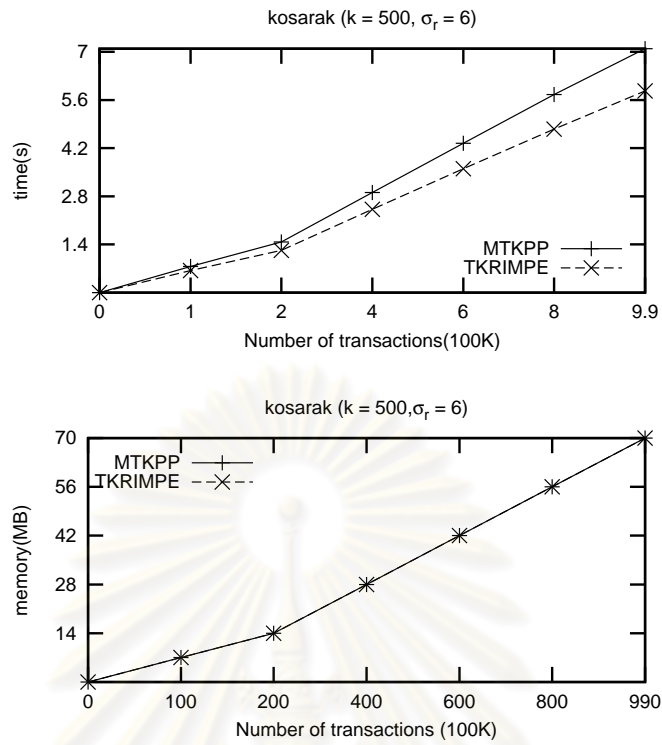 kosarak (k = 500, σr = 6)
7
5.6
4.2
2.8
1.4
time(s)
MTKPP
TKRIMPE
0 1 2 4 6 8 9.9
Number of transactions(100K)
kosarak (k = 500,σr = 6)
70
56
42
28
14
memory(MB)
MTKPP
TKRIMPE
0 100 200 400 600 800 990
Number of transactions (100K)